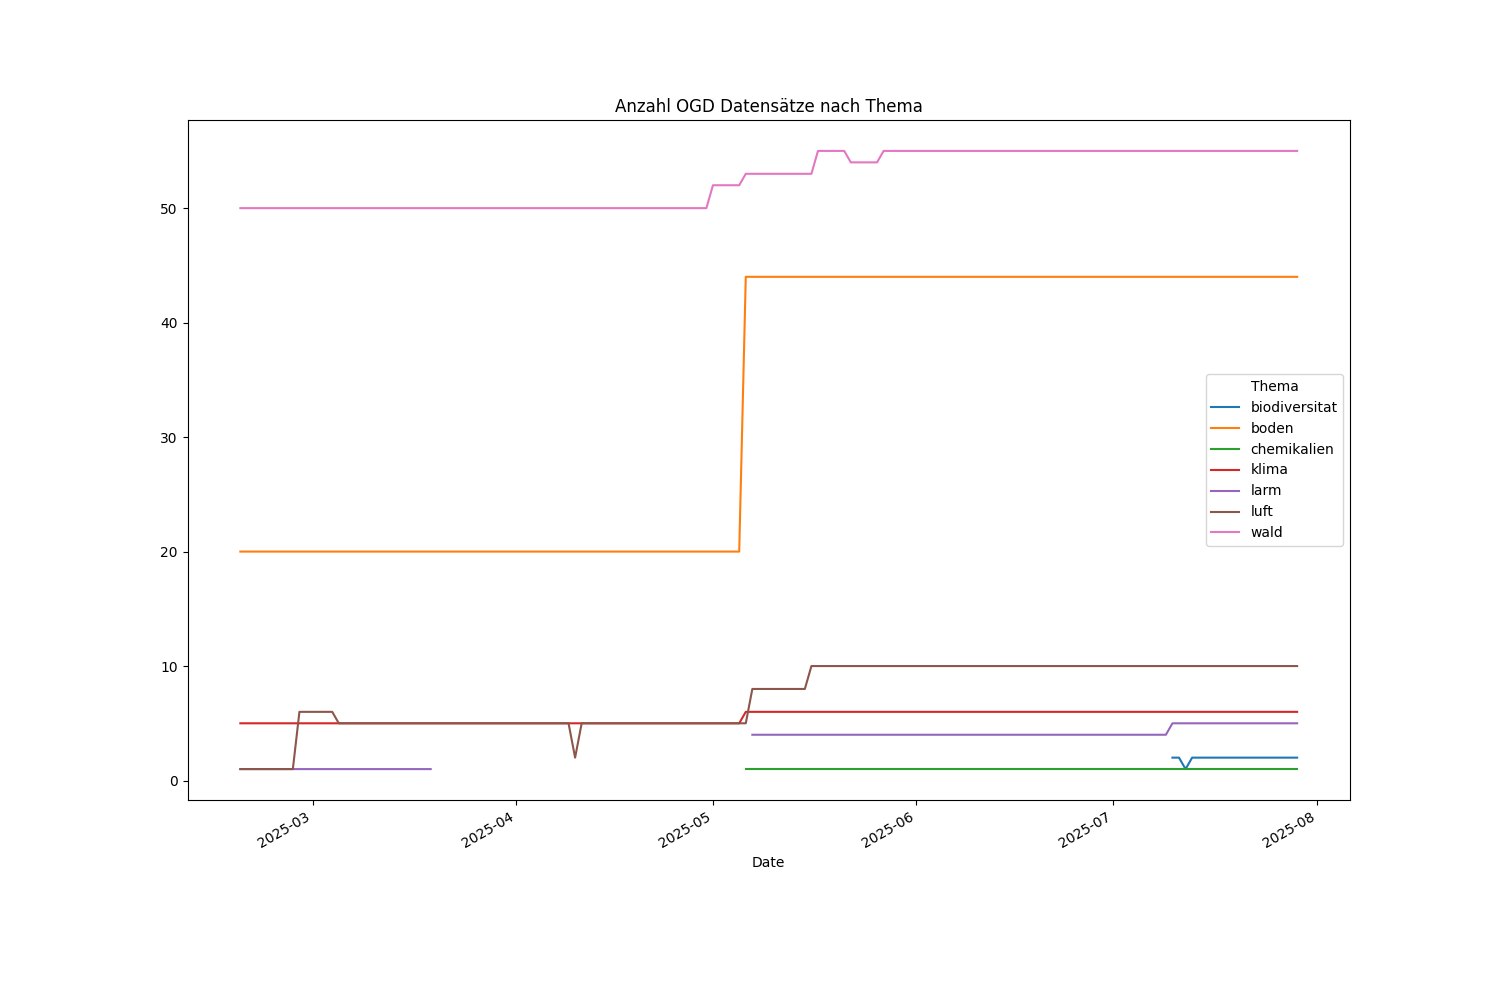 Anzahl OGD Datensätze nach Thema
50
40
30
20
10
0
Thema
biodiversitat
boden
chemikalien
klima
larm
luft
wald
2025-03
2025-04
2025-05
2025-06
2025-07
2025-08
Date